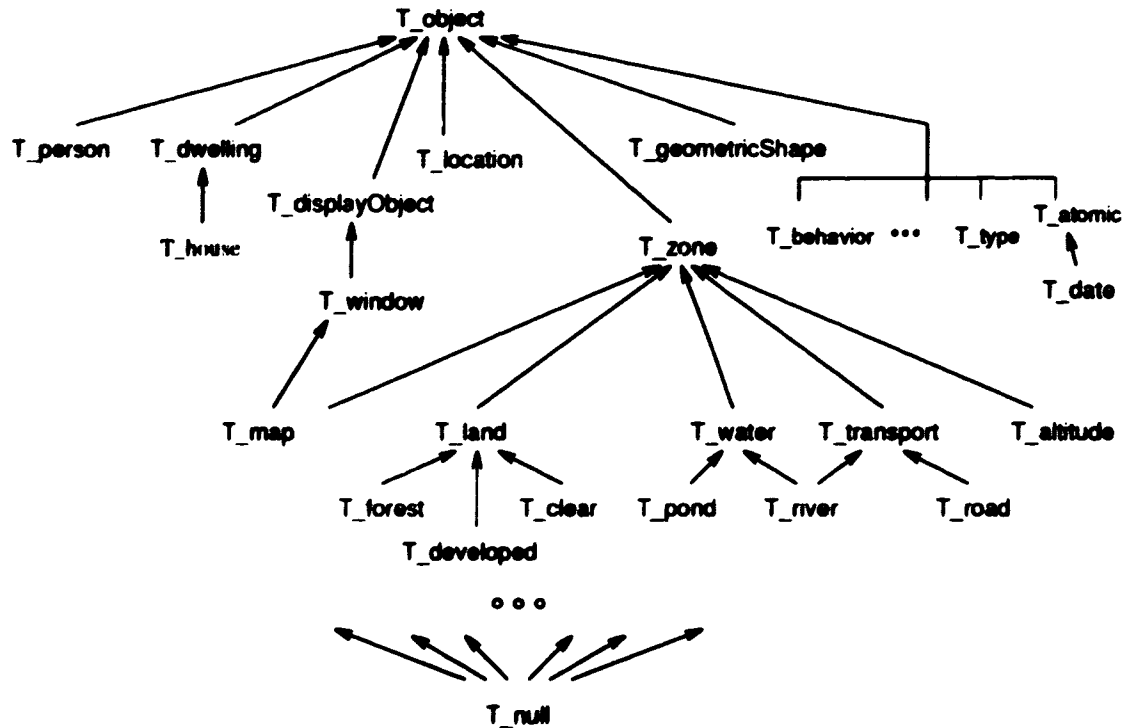 T_object
T_person T_dwelling T_location T_geometricShape
T_displayObject T_atomic
T_behavior ••• T_type
T_house T_zone
T_window T_date
T_map T_land T_water T_transport T_altitude
T_forest T_clear T_pond T_river T_road
T_developed
T_null